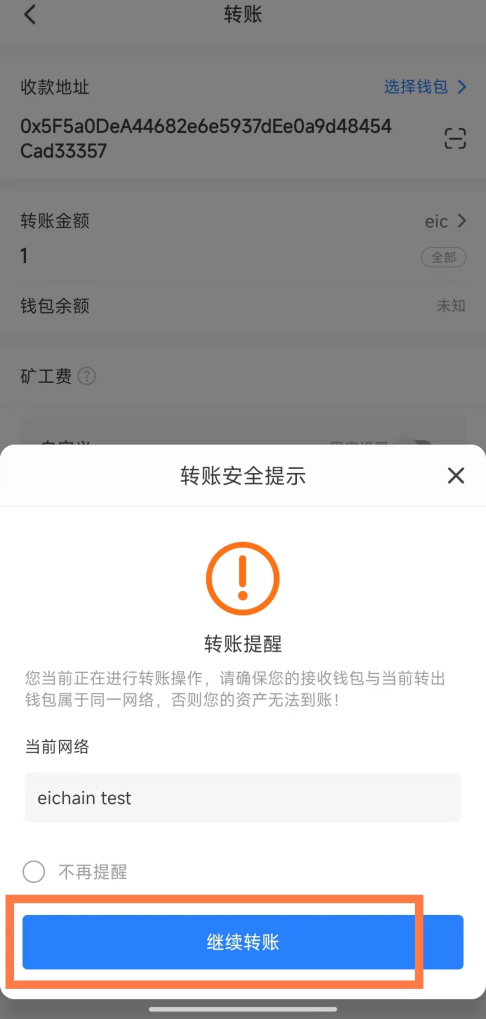 转账
收款地址
选择钱包
0x5F5a0DeA44682e6e5937dEe0a9d48454
Cad33357
转账金额
eic
1
全部
钱包余额
未知
矿工费
转账安全提示
转账提醒
您当前正在进行转账操作，请确保您的接收钱包与当前转出
钱包属于同一网络，否则您的资产无法到账！
当前网络
eichain test
不再提醒
继续转账